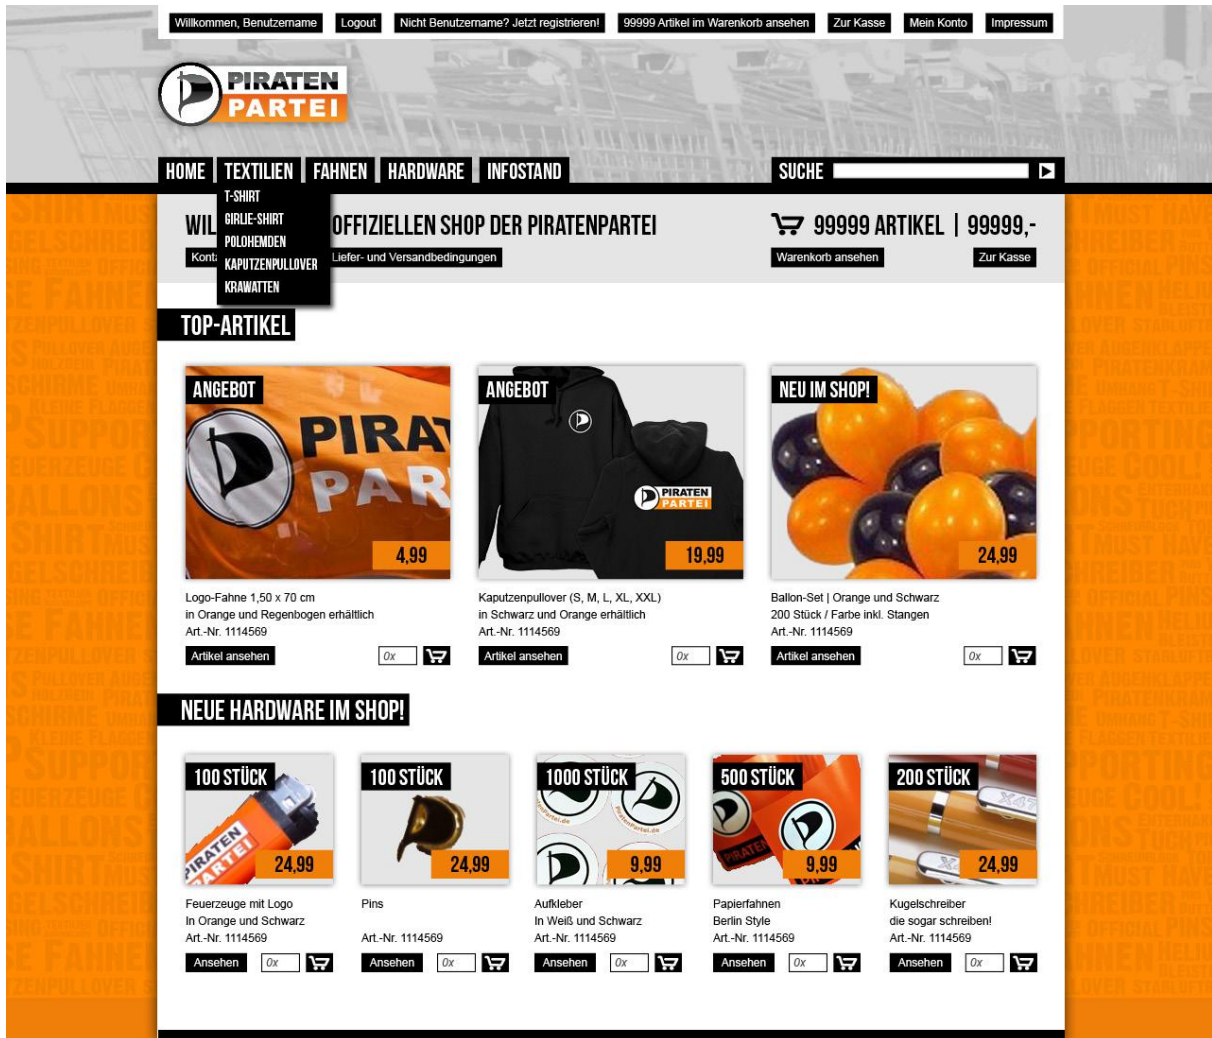 Willkommen, Benutzername Logout Nicht Benutzername? Jetzt registrieren! 99999 Artikel im Warenkorb ansehen Zur Kasse Mein Konto Impressum
PIRATEN
PARTEI
HOME TEXTILIEN FAHNEN HARDWARE INFOSTAND SUCHE
T-SHIRT
GIRLIE-SHIRT
POLOHEMDEN
KAPUTZENPULLOVER
KRAWATTEN
WIL OFFIZIELLEN SHOP DER PIRATENPARTEI
99999 ARTIKEL | 99999,-
Konta Liefer- und Versandbedingungen
Warenkorb ansehen Zur Kasse
TOP-ARTIKEL
ANGEBOT
PIRAT
PAR
4,99
Logo-Fahne 1,50 x 70 cm
in Orange und Regenbogen erhältlich
Art.-Nr. 1114569
Artikel ansehen 0x
ANGEBOT
PIRATEN
PARTEI
19,99
Kaputzenpullover (S, M, L, XL, XXL)
in Schwarz und Orange erhältlich
Art.-Nr. 1114569
Artikel ansehen 0x
NEU IM SHOP!
24,99
Ballon-Set | Orange und Schwarz
200 Stück / Farbe inkl. Stangen
Art.-Nr. 1114569
Artikel ansehen 0x
NEUE HARDWARE IM SHOP!
100 STÜCK
PIRATEN
PARTEI
24,99
Feuerzeuge mit Logo
In Orange und Schwarz
Art.-Nr. 1114569
Ansehen 0x
100 STÜCK
24,99
Pins
Art.-Nr. 1114569
Ansehen 0x
1000 STÜCK
PiratenPartei.de
9,99
Aufkleber
In Weiß und Schwarz
Art.-Nr. 1114569
Ansehen 0x
500 STÜCK
9,99
Papierfahnen
Berlin Style
Art.-Nr. 1114569
Ansehen 0x
200 STÜCK
X47
24,99
Kugelschreiber
die sogar schreiben!
Art.-Nr. 1114569
Ansehen 0x